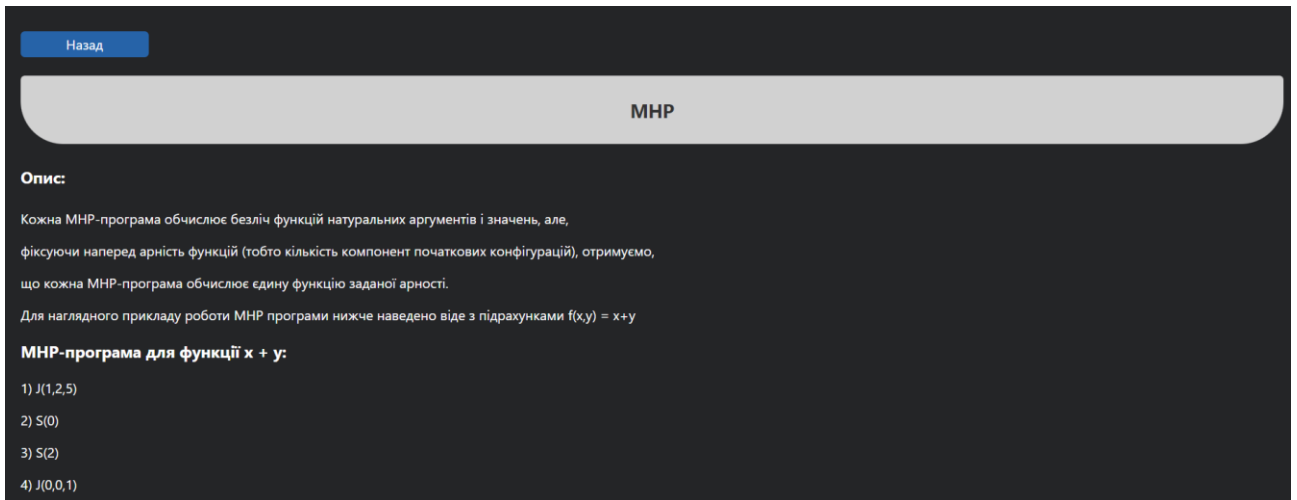 Назад
МНР
Опис:
Кожна МНР-програма обчислює безліч функцій натуральних аргументів і значень, але,
фіксуючи наперед арність функцій (тобто кількість компонент початкових конфігурацій), отримуємо,
що кожна МНР-програма обчислює єдину функцію заданої арності.
Для наглядного прикладу роботи МНР програми нижче наведено віде з підрахунками f(x,y) = x+y
МНР-програма для функції x + y:
1) J(1,2,5)
2) S(0)
3) S(2)
4) J(0,0,1)